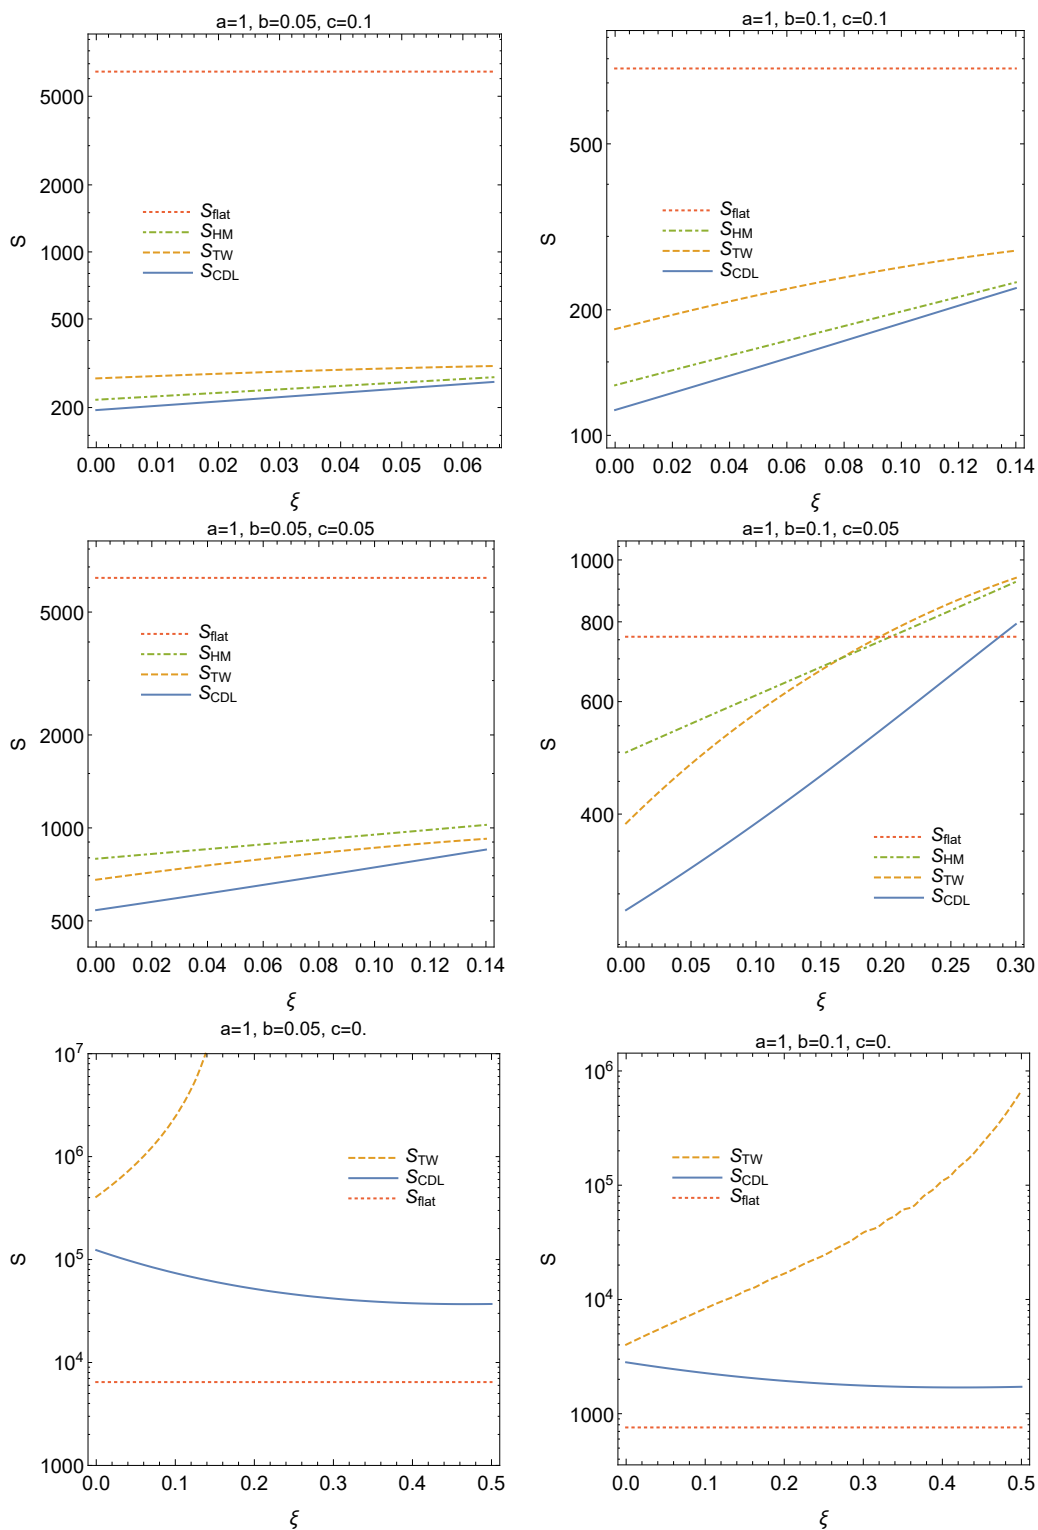 a=1, b=0.05, c=0.1
S
5000
2000
1000
500
200
S_flat
S_HM
S_TW
S_CDL
0.00 0.01 0.02 0.03 0.04 0.05 0.06
ξ
a=1, b=0.1, c=0.1
S
500
200
100
S_flat
S_HM
S_TW
S_CDL
0.00 0.02 0.04 0.06 0.08 0.10 0.12 0.14
ξ
a=1, b=0.05, c=0.05
S
5000
2000
1000
500
S_flat
S_HM
S_TW
S_CDL
0.00 0.02 0.04 0.06 0.08 0.10 0.12 0.14
ξ
a=1, b=0.1, c=0.05
S
1000
800
600
400
S_flat
S_HM
S_TW
S_CDL
0.00 0.05 0.10 0.15 0.20 0.25 0.30
ξ
a=1, b=0.05, c=0.
S
10^7
10^6
10^5
10^4
1000
S_TW
S_CDL
S_flat
0.0 0.1 0.2 0.3 0.4 0.5
ξ
a=1, b=0.1, c=0.
S
10^6
10^5
10^4
1000
S_TW
S_CDL
S_flat
0.0 0.1 0.2 0.3 0.4 0.5
ξ